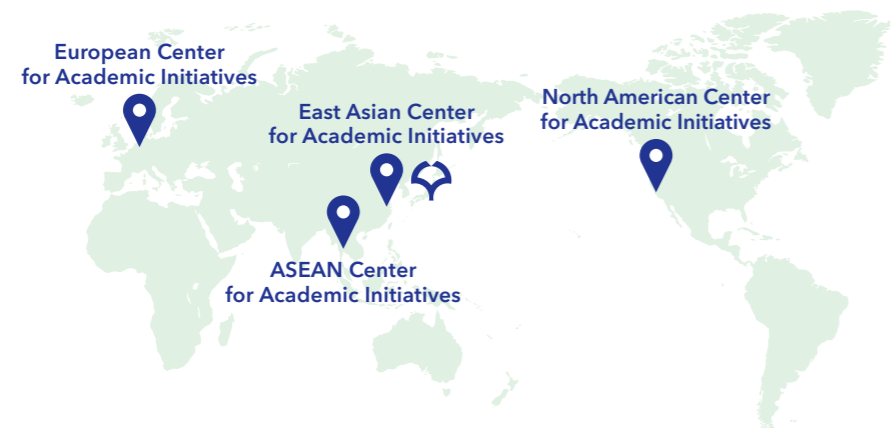 European Center
for Academic Initiatives
East Asian Center
for Academic Initiatives
North American Center
for Academic Initiatives
ASEAN Center
for Academic Initiatives